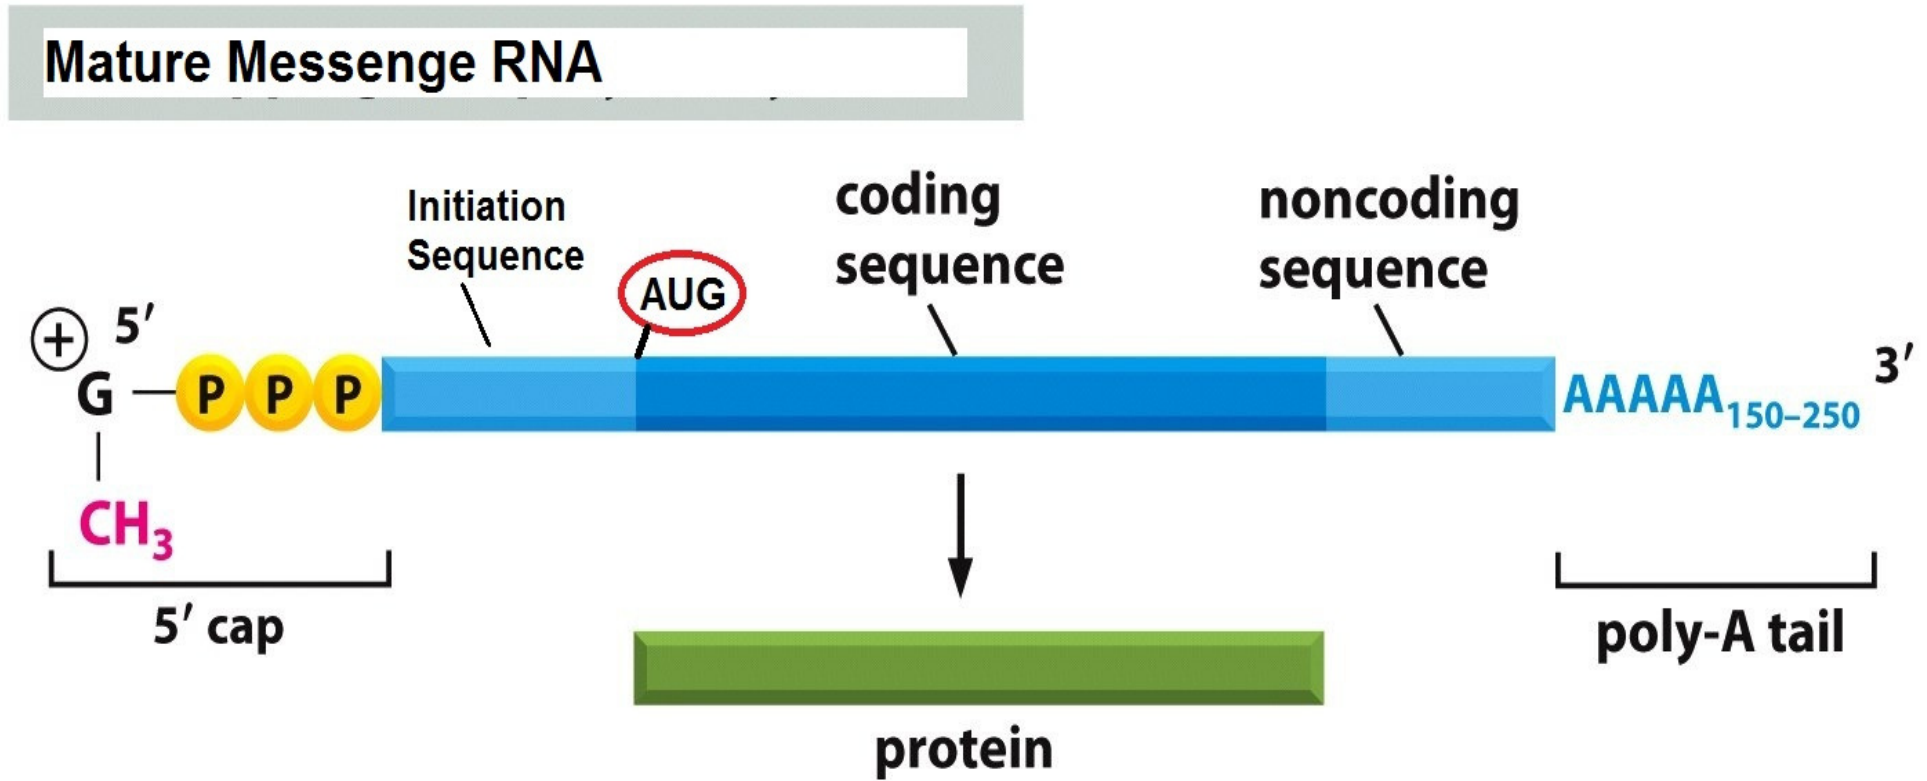 Mature Messenge RNA
Initiation
Sequence
AUG
coding
sequence
noncoding
sequence
+
5′
G
P P P
CH3
AAAAA150–250
3′
5′ cap
poly-A tail
protein